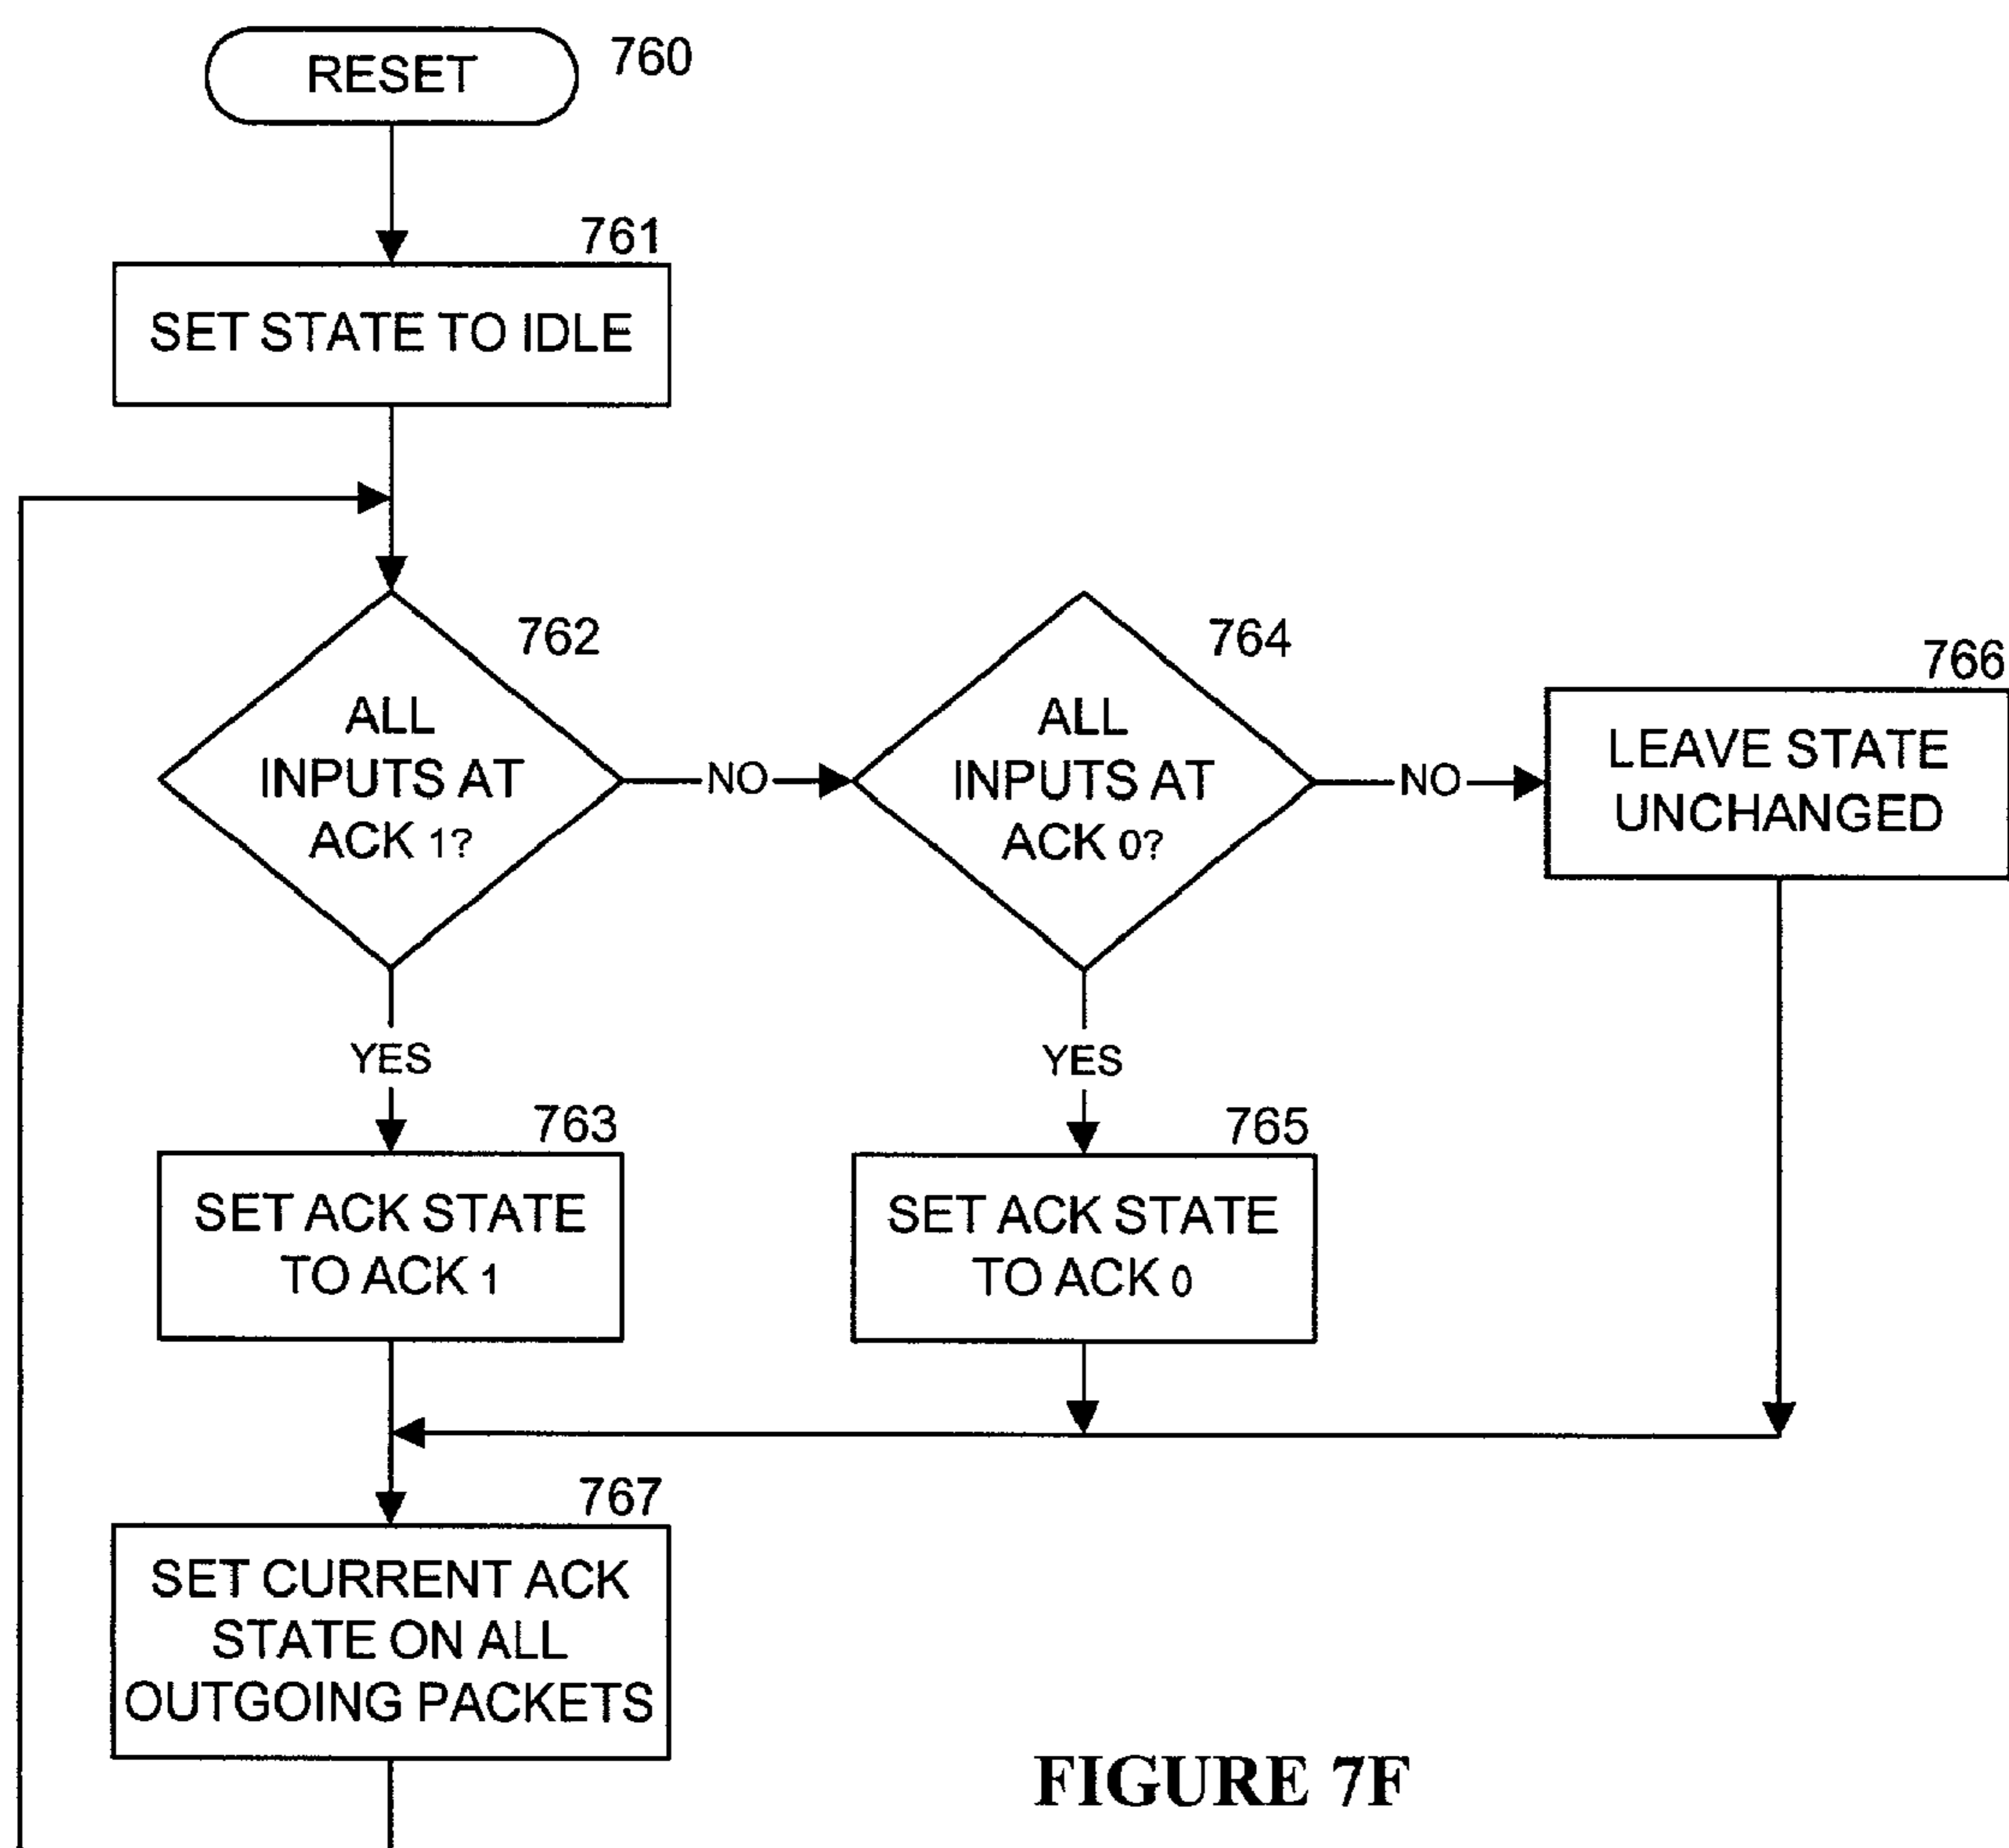 RESET
760
761
SET STATE TO IDLE
762
ALL
INPUTS AT
ACK 1?
NO
764
ALL
INPUTS AT
ACK 0?
NO
766
LEAVE STATE
UNCHANGED
YES
YES
763
SET ACK STATE
TO ACK 1
765
SET ACK STATE
TO ACK 0
767
SET CURRENT ACK
STATE ON ALL
OUTGOING PACKETS
FIGURE 7F